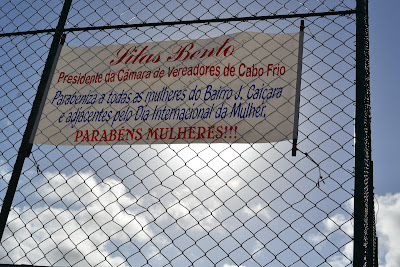 Silas Bento
Presidente da Câmara de Vereadores de Cabo Frio
Parabeniza a todas as mulheres do Bairro J. Caiçara
e adjacentes pelo Dia Internacional da Mulher,
PARABÉNS MULHERES!!!